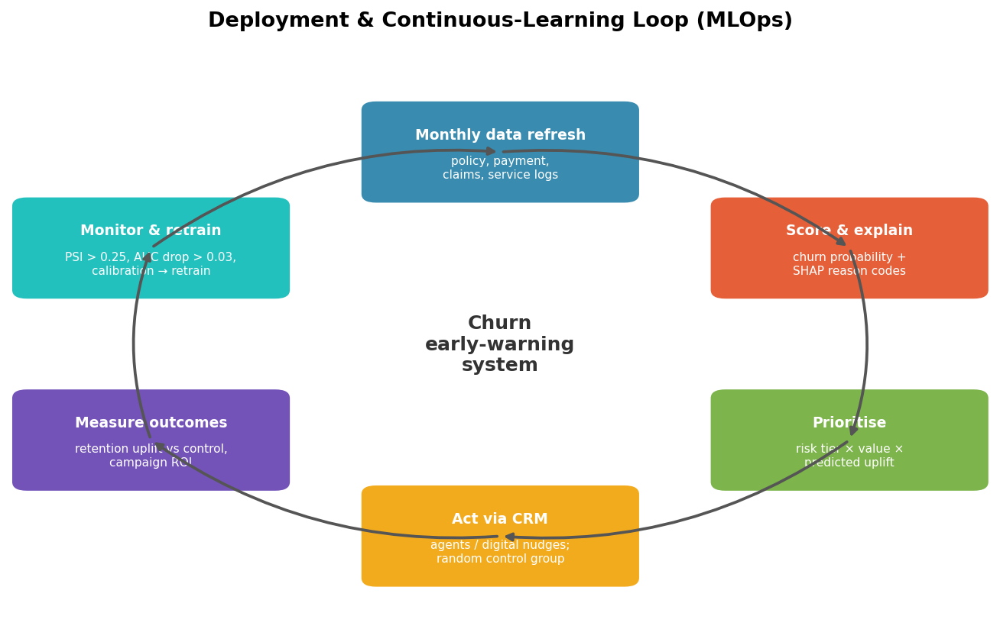 Deployment & Continuous-Learning Loop (MLOps)
Monthly data refresh
policy, payment,
claims, service logs
Score & explain
churn probability +
SHAP reason codes
Prioritise
risk tier × value ×
predicted uplift
Act via CRM
agents / digital nudges;
random control group
Measure outcomes
retention uplift vs control,
campaign ROI
Monitor & retrain
PSI > 0.25, AUC drop > 0.03,
calibration → retrain
Churn
early-warning
system